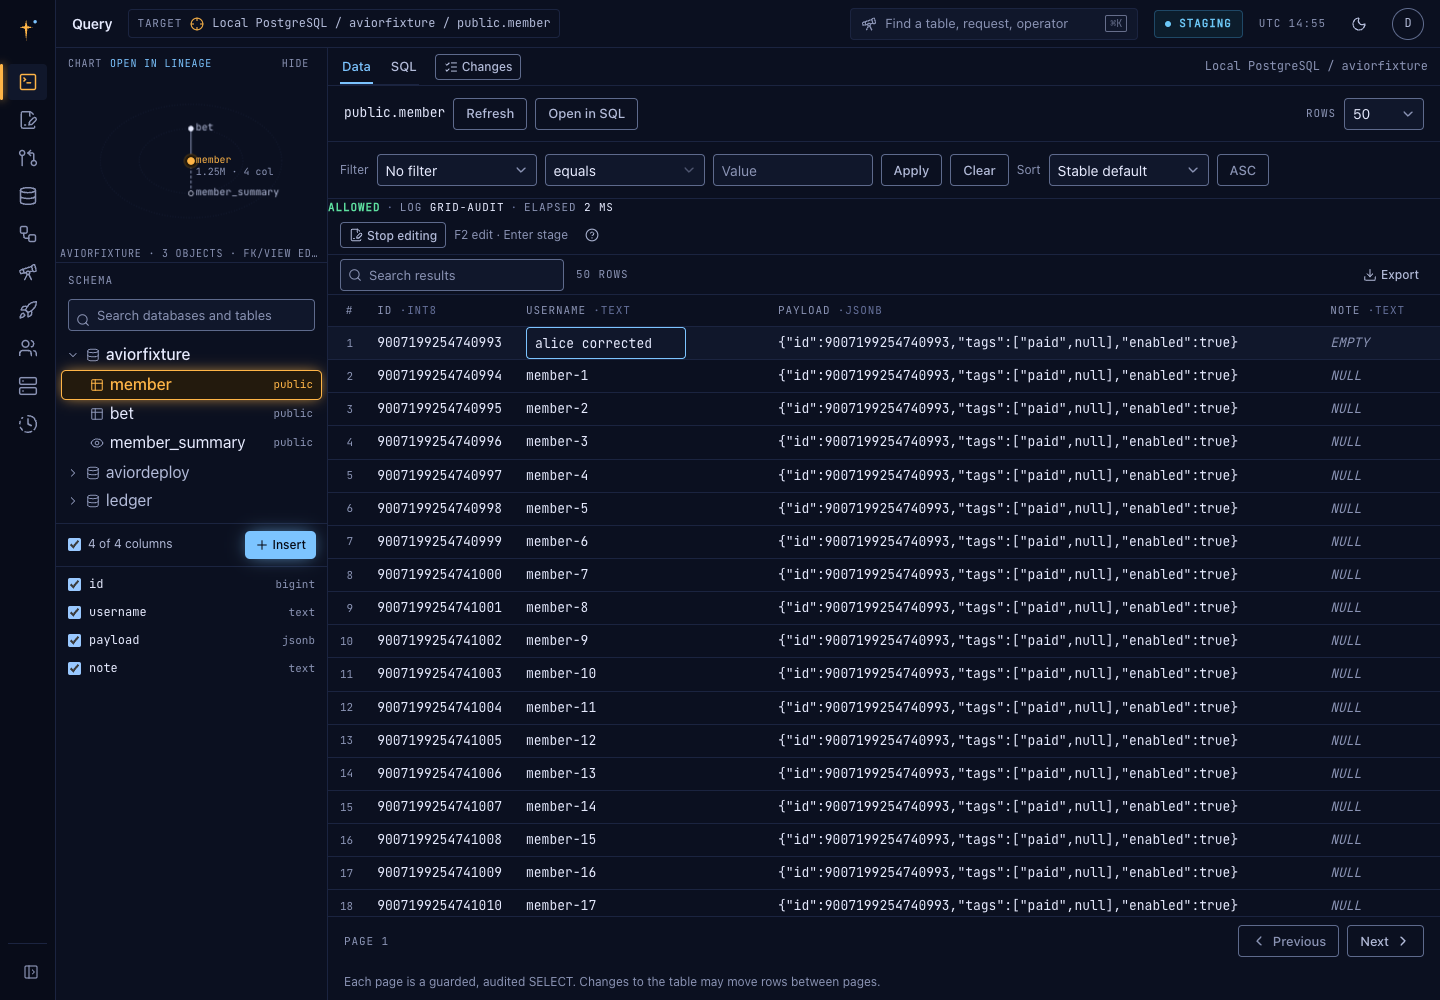 Query
TARGET Local PostgreSQL / aviorfixture / public.member
Find a table, request, operator ⌘K
STAGING
UTC 14:55
D
CHART OPEN IN LINEAGE HIDE
bet
member
1.25M · 4 col
member_summary
AVIORFIXTURE · 3 OBJECTS · FK/VIEW ED…
SCHEMA
Search databases and tables
aviorfixture
member public
bet public
member_summary public
aviordeploy
ledger
4 of 4 columns + Insert
id bigint
username text
payload jsonb
note text
Data SQL Changes Local PostgreSQL / aviorfixture
public.member Refresh Open in SQL ROWS 50
Filter No filter equals Value Apply Clear Sort Stable default ASC
ALLOWED · LOG GRID-AUDIT · ELAPSED 2 MS
Stop editing F2 edit · Enter stage ?
Search results 50 ROWS Export
# ID ·INT8 USERNAME ·TEXT PAYLOAD ·JSONB NOTE ·TEXT
1 9007199254740993 alice corrected {"id":9007199254740993,"tags":["paid",null],"enabled":true} EMPTY
2 9007199254740994 member-1 {"id":9007199254740993,"tags":["paid",null],"enabled":true} NULL
3 9007199254740995 member-2 {"id":9007199254740993,"tags":["paid",null],"enabled":true} NULL
4 9007199254740996 member-3 {"id":9007199254740993,"tags":["paid",null],"enabled":true} NULL
5 9007199254740997 member-4 {"id":9007199254740993,"tags":["paid",null],"enabled":true} NULL
6 9007199254740998 member-5 {"id":9007199254740993,"tags":["paid",null],"enabled":true} NULL
7 9007199254740999 member-6 {"id":9007199254740993,"tags":["paid",null],"enabled":true} NULL
8 9007199254741000 member-7 {"id":9007199254740993,"tags":["paid",null],"enabled":true} NULL
9 9007199254741001 member-8 {"id":9007199254740993,"tags":["paid",null],"enabled":true} NULL
10 9007199254741002 member-9 {"id":9007199254740993,"tags":["paid",null],"enabled":true} NULL
11 9007199254741003 member-10 {"id":9007199254740993,"tags":["paid",null],"enabled":true} NULL
12 9007199254741004 member-11 {"id":9007199254740993,"tags":["paid",null],"enabled":true} NULL
13 9007199254741005 member-12 {"id":9007199254740993,"tags":["paid",null],"enabled":true} NULL
14 9007199254741006 member-13 {"id":9007199254740993,"tags":["paid",null],"enabled":true} NULL
15 9007199254741007 member-14 {"id":9007199254740993,"tags":["paid",null],"enabled":true} NULL
16 9007199254741008 member-15 {"id":9007199254740993,"tags":["paid",null],"enabled":true} NULL
17 9007199254741009 member-16 {"id":9007199254740993,"tags":["paid",null],"enabled":true} NULL
18 9007199254741010 member-17 {"id":9007199254740993,"tags":["paid",null],"enabled":true} NULL
PAGE 1 Previous Next
Each page is a guarded, audited SELECT. Changes to the table may move rows between pages.